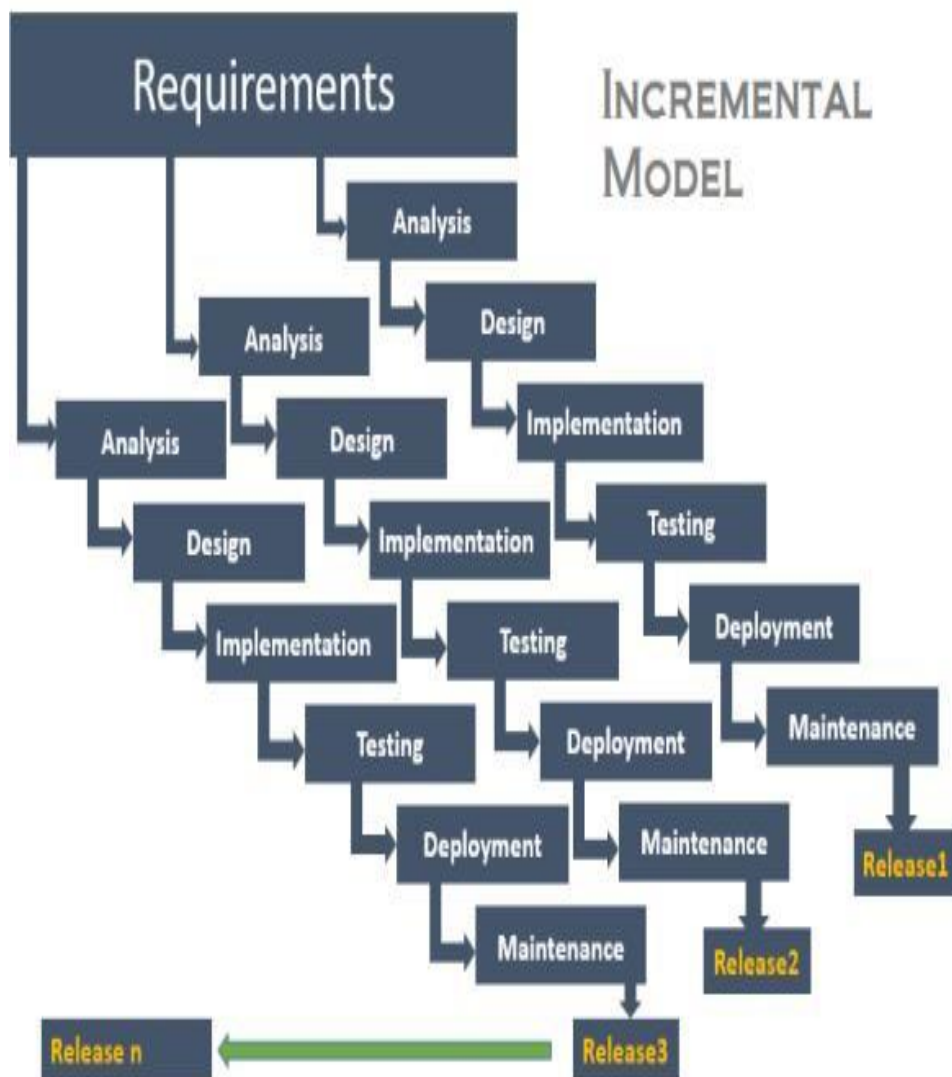 Requirements
INCREMENTAL
MODEL
Analysis
Design
Implementation
Testing
Deployment
Maintenance
Release1
Analysis
Design
Implementation
Testing
Deployment
Maintenance
Release2
Analysis
Design
Implementation
Testing
Deployment
Maintenance
Release3
Release n